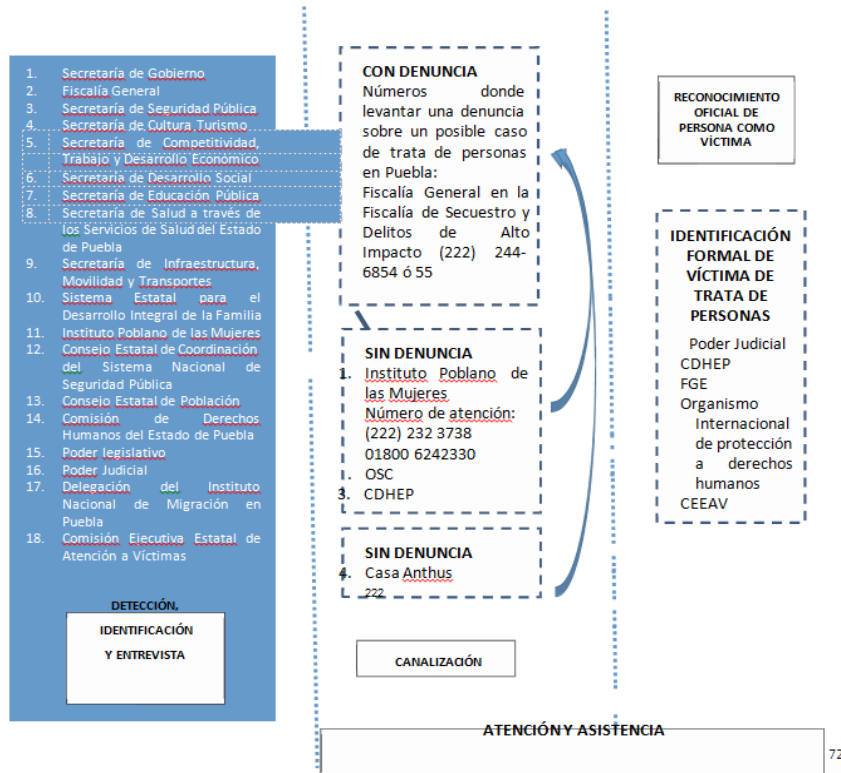 1. Secretaría de Gobierno
2. Fiscalía General
3. Secretaría de Seguridad Pública
4. Secretaría de Cultura Turismo
5. Secretaría de Competitividad,
Trabajo y Desarrollo Económico
6. Secretaría de Desarrollo Social
7. Secretaría de Educación Pública
8. Secretaría de Salud a través de
los Servicios de Salud del Estado
de Puebla
9. Secretaría de Infraestructura,
Movilidad y Transportes
10. Sistema Estatal para el
Desarrollo Integral de la Familia
11. Instituto Poblano de las Mujeres
12. Consejo Estatal de Coordinación
del Sistema Nacional de
Seguridad Pública
13. Consejo Estatal de Población
14. Comisión de Derechos
Humanos del Estado de Puebla
15. Poder legislativo
16. Poder Judicial
17. Delegación del Instituto
Nacional de Migración en
Puebla
18. Comisión Ejecutiva Estatal de
Atención a Víctimas
DETECCIÓN,
IDENTIFICACIÓN
Y ENTREVISTA
CON DENUNCIA
Números donde
levantar una denuncia
sobre un posible caso
de trata de personas
en Puebla:
Fiscalía General en la
Fiscalía de Secuestro y
Delitos de Alto
Impacto (222) 244-
6854 ó 55
SIN DENUNCIA
1. Instituto Poblano de
las Mujeres
Número de atención:
(222) 232 3738
01800 6242330
. OSC
3. CDHEP
SIN DENUNCIA
4. Casa Anthus
222
CANALIZACIÓN
RECONOCIMIENTO
OFICIAL DE
PERSONA COMO
VÍCTIMA
IDENTIFICACIÓN
FORMAL DE
VÍCTIMA DE
TRATA DE
PERSONAS
Poder Judicial
CDHEP
FGE
Organismo
Internacional
de protección
a derechos
humanos
CEEAV
ATENCIÓN Y ASISTENCIA
72